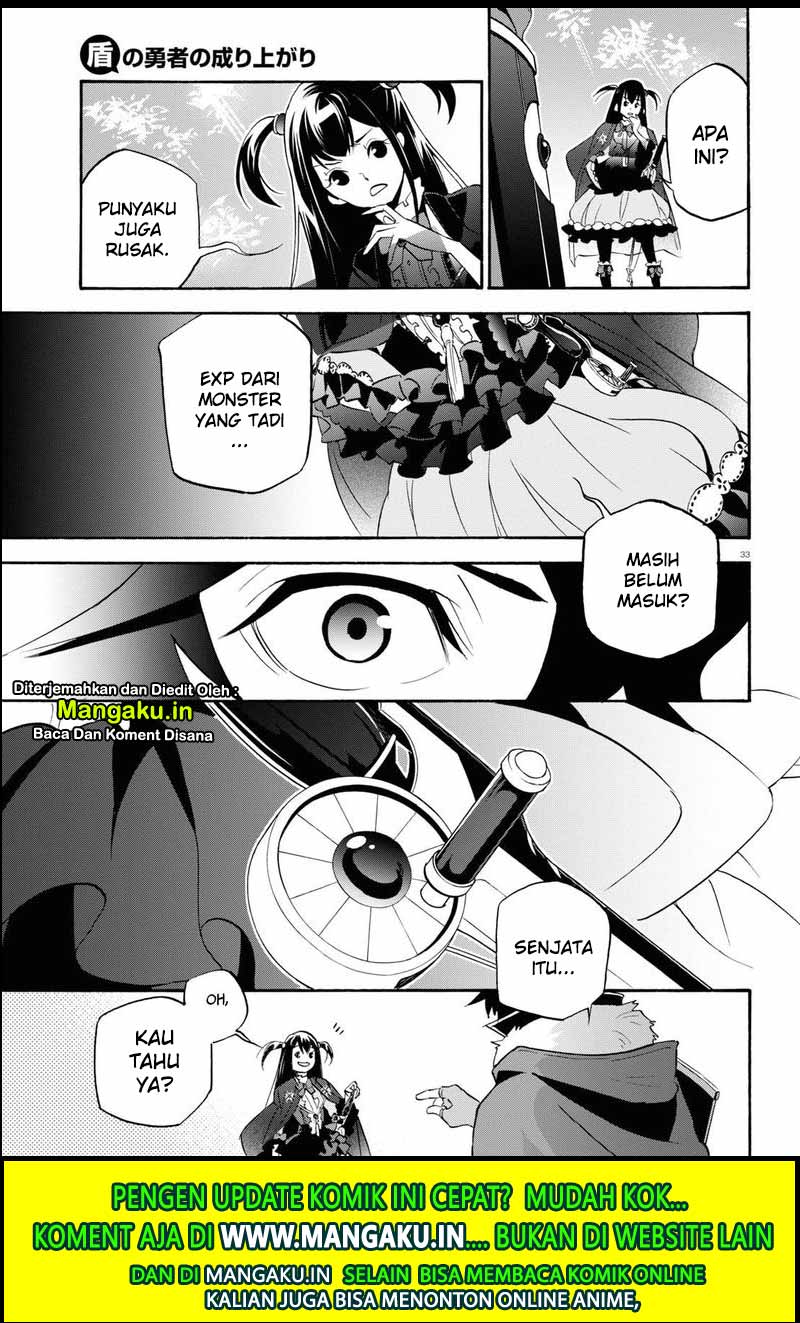 盾の勇者の成り上がり
APA
INI?
PUNYAKU
JUGA
RUSAK.
EXP DARI
MONSTER
YANG TADI
...
33
MASIH
BELUM
MASUK?
Diterjemahkan dan Diedit Oleh :
Mangaku.in
Baca Dan Koment Disana
SENJATA
ITU...
OH,
KAU
TAHU
YA?
PENGEN UPDATE KOMIK INI CEPAT? MUDAH KOK...
KOMENT AJA DI WWW.MANGAKU.IN.... BUKAN DI WEBSITE LAIN
DAN DI MANGAKU.IN SELAIN BISA MEMBACA KOMIK ONLINE
KALIAN JUGA BISA MENONTON ONLINE ANIME,